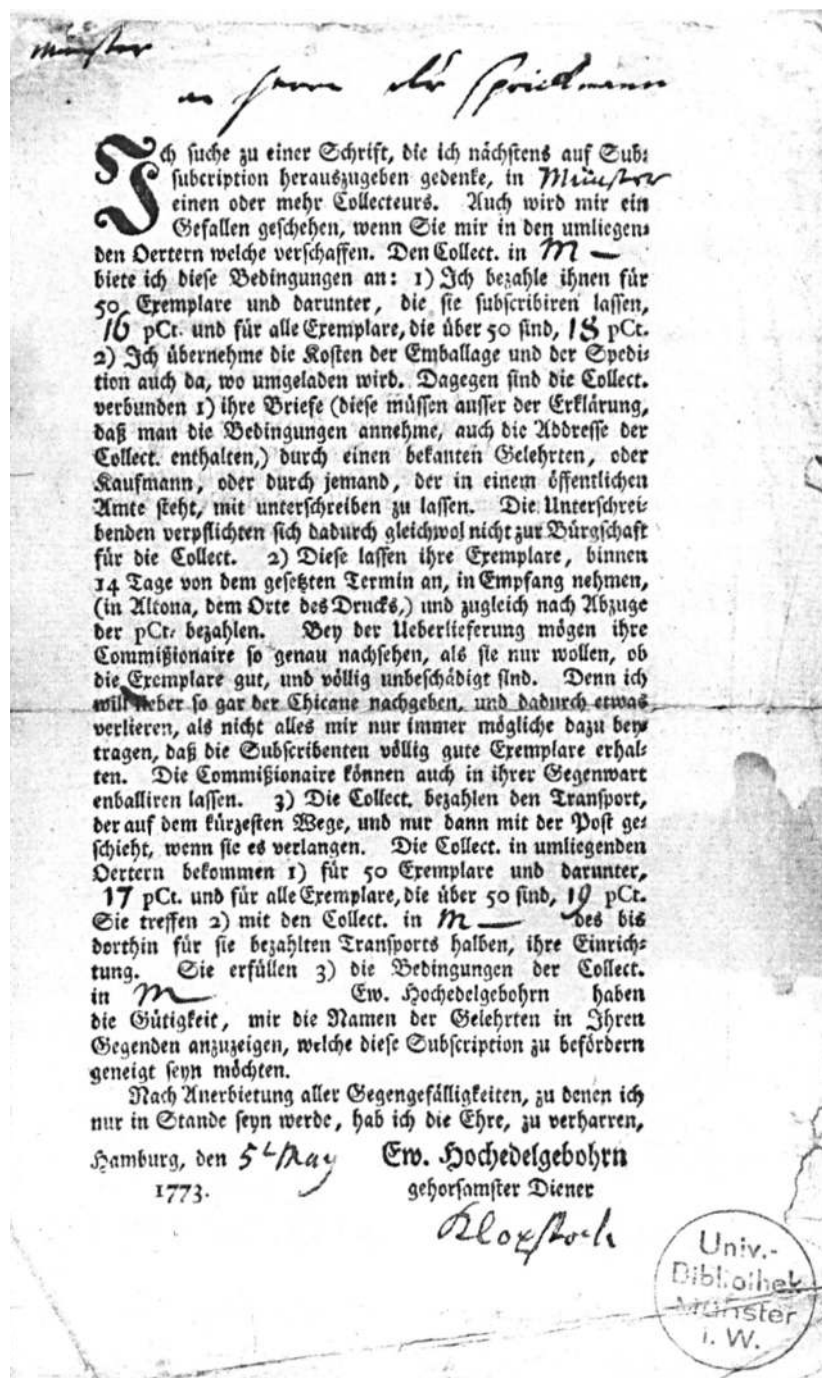 Münster
an Herrn Dr Sprickmann
Ich suche zu einer Schrift, die ich nächstens auf Sub:
subcription herauszugeben gedenke, in Münster
einen oder mehr Collecteurs. Auch wird mir ein
Gefallen geschehen, wenn Sie mir in den umliegen:
den Oertern welche verschaffen. Den Collect. in M —
biete ich diese Bedingungen an: 1) Ich bezahle ihnen für
50 Exemplare und darunter, die sie subscribiren lassen,
16 pCt. und für alle Exemplare, die über 50 sind, 18 pCt.
2) Ich übernehme die Kosten der Emballage und der Spedi:
tion auch da, wo umgeladen wird. Dagegen sind die Collect.
verbunden 1) ihre Briefe (diese müssen ausser der Erklärung,
daß man die Bedingungen annehme, auch die Addresse der
Collect. enthalten,) durch einen bekanten Gelehrten, oder
Kaufmann, oder durch jemand, der in einem öffentlichen
Amte steht, mit unterschreiben zu lassen. Die Unterschrei:
benden verpflichten sich dadurch gleichwol nicht zur Bürgschaft
für die Collect. 2) Diese lassen ihre Exemplare, binnen
14 Tage von dem gesetzten Termin an, in Empfang nehmen,
(in Altona, dem Orte des Drucks,) und zugleich nach Abzuge
der pCt. bezahlen. Bey der Ueberlieferung mögen ihre
Commißionaire so genau nachsehen, als sie nur wollen, ob
die Exemplare gut, und völlig unbeschädigt sind. Denn ich
will lieber so gar der Chicane nachgeben, und dadurch etwas
verlieren, als nicht alles mir nur immer mögliche dazu bey:
tragen, daß die Subscribenten völlig gute Exemplare erhal:
ten. Die Commißionaire können auch in ihrer Gegenwart
enballiren lassen. 3) Die Collect. bezahlen den Transport,
der auf dem kürzesten Wege, und nur dann mit der Post ge:
schieht, wenn sie es verlangen. Die Collect. in umliegenden
Oertern bekommen 1) für 50 Exemplare und darunter,
17 pCt. und für alle Exemplare, die über 50 sind, 19 pCt.
Sie treffen 2) mit den Collect. in M — des bis
dorthin für sie bezahlten Transports halben, ihre Einrich:
tung. Sie erfüllen 3) die Bedingungen der Collect.
in M — Ew. Hochedelgebohrn haben
die Gütigkeit, mir die Namen der Gelehrten in Ihren
Gegenden anzuzeigen, welche diese Subscription zu befördern
geneigt seyn möchten.
Nach Anerbietung aller Gegengefälligkeiten, zu denen ich
nur in Stande seyn werde, hab ich die Ehre, zu verharren,
Hamburg, den 5t May Ew. Hochedelgebohrn
1773. gehorsamster Diener
Klopstock
Univ.-
Bibliothek
Münster
i. W.